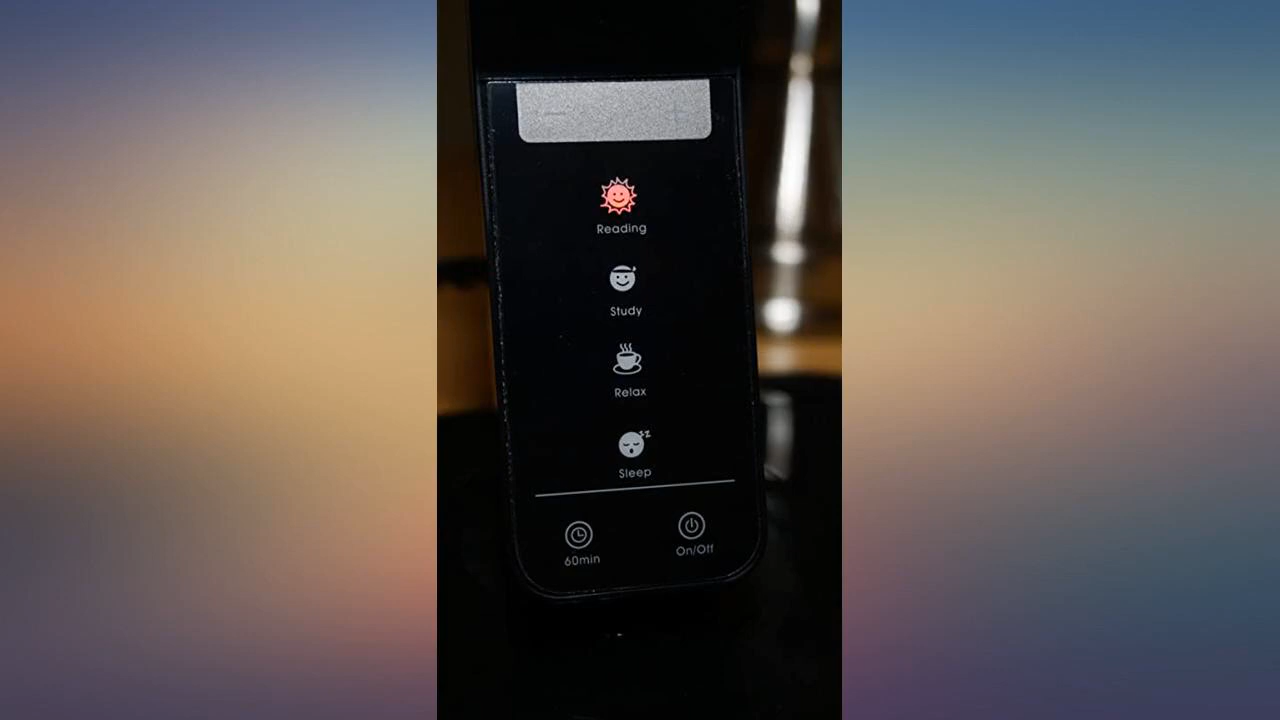 − +
Reading
Study
Relax
Sleep
60min
On/Off